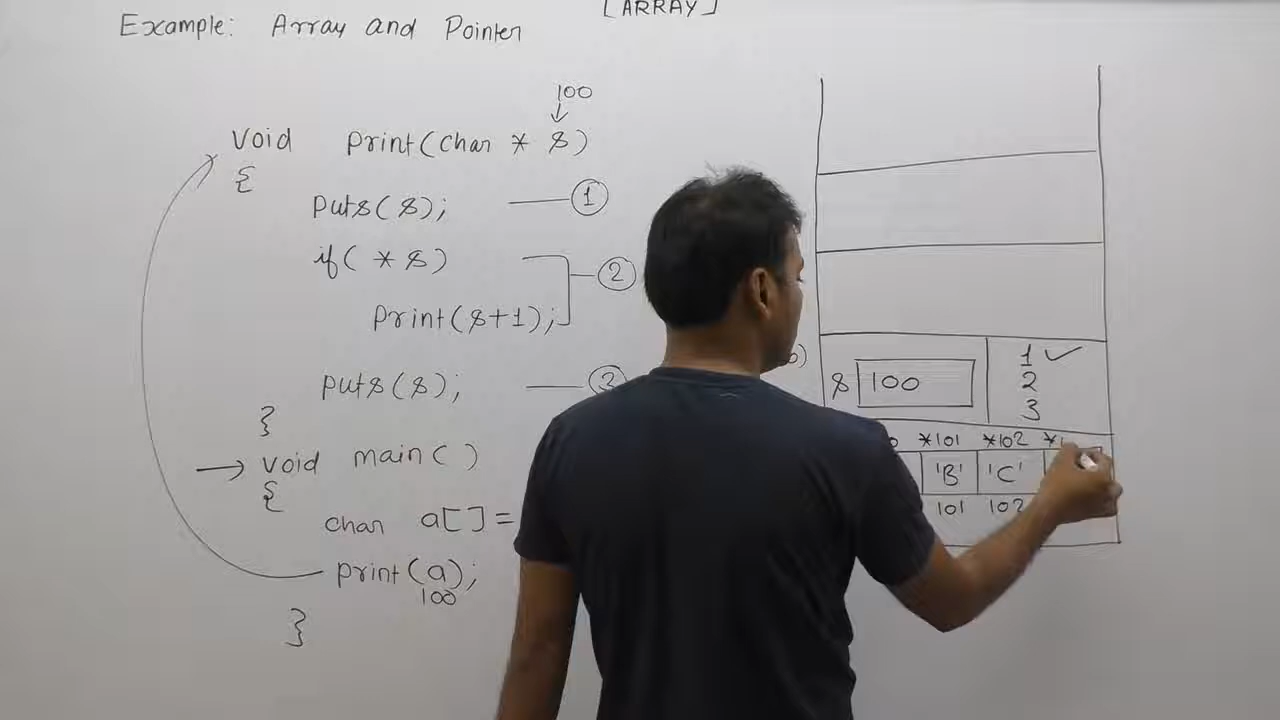 [ARRAY]
Example: Array and Pointer
100
Void print(char * s)
{
puts(s); 1
if( * s)
2
print(s+1);
puts(s); 3
}
void main( )
{
char a[ ] =
print(a);
100
}
s 100
1 ✓
2
3
*101 *102
'B' 'C'
101 102